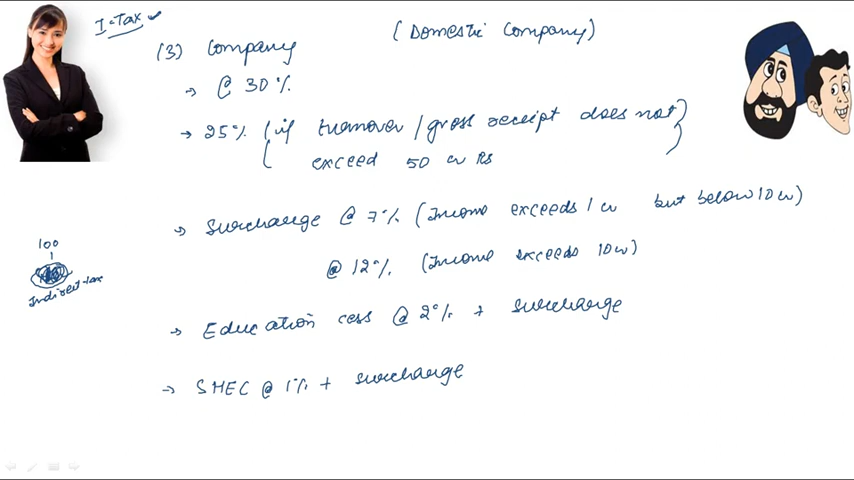 I-Tax
(3) Company (Domestic Company)
→ @ 30%
→ 25% (if turnover / gross receipt does not
exceed 50 cr Rs)
→ Surcharge @ 7% (Income exceeds 1 cr but below 10 cr)
@ 12% (Income exceeds 10 cr)
100
1
Indirect-tax
→ Education cess @ 2% + surcharge
→ SHEC @ 1% + surcharge